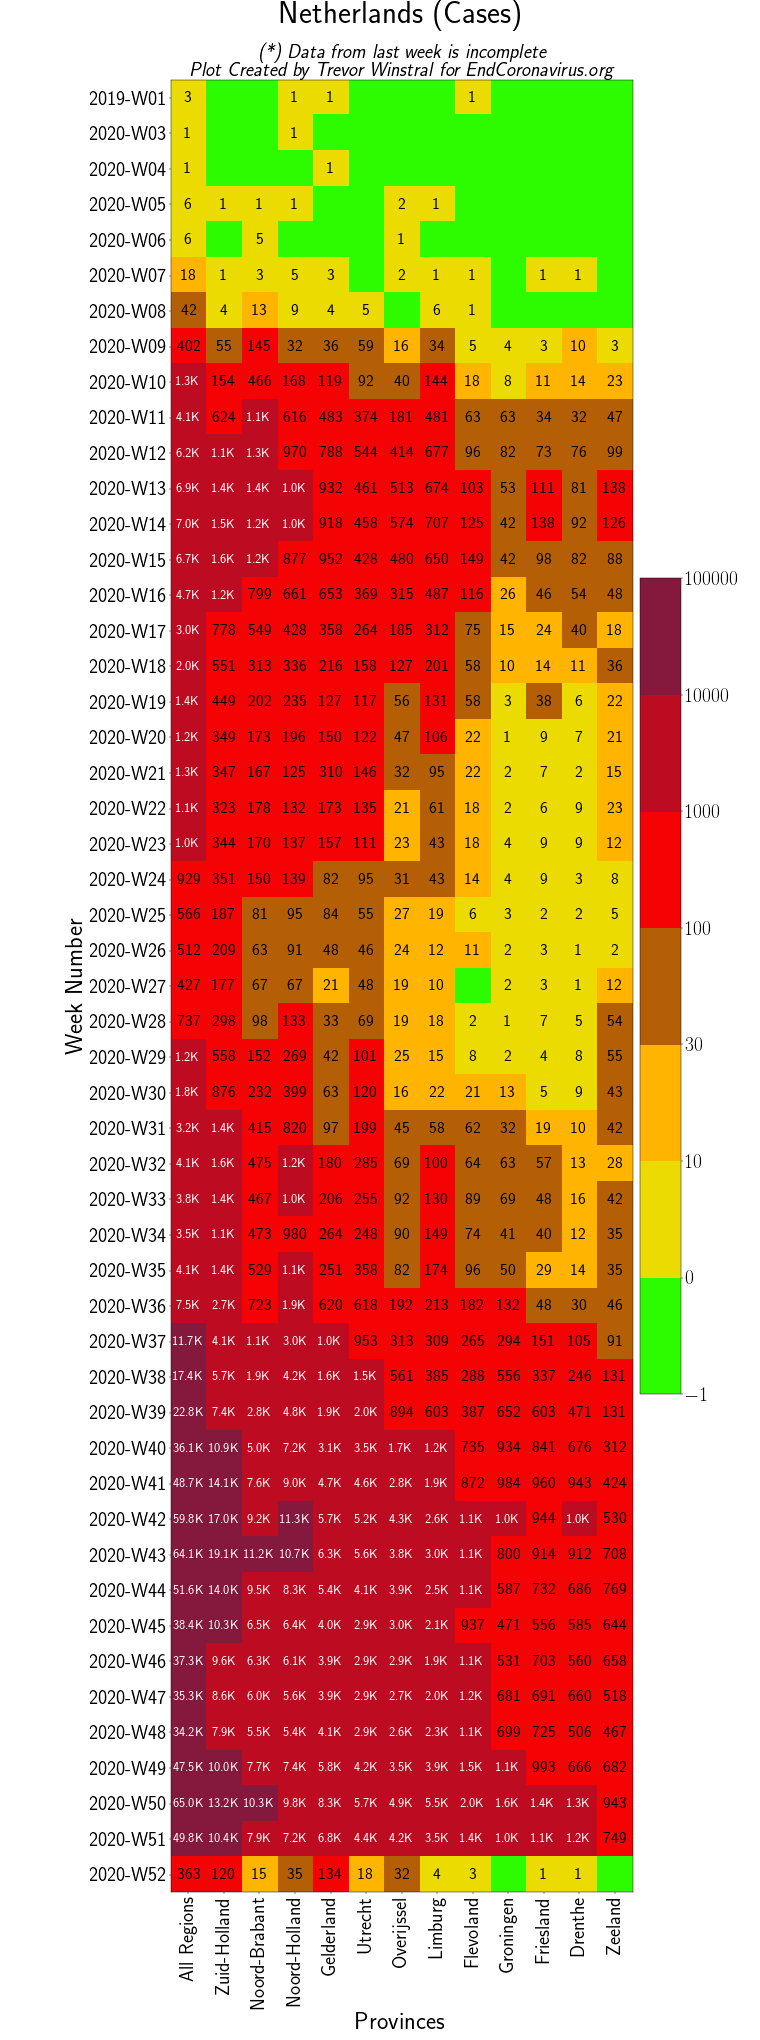 Netherlands (Cases)
(*) Data from last week is incomplete
Plot Created by Trevor Winstral for EndCoronavirus.org
2019-W01 3 1 1 1
2020-W03 1 1
2020-W04 1 1
2020-W05 6 1 1 1 2 1
2020-W06 6 5 1
2020-W07 18 1 3 5 3 2 1 1 1 1
2020-W08 42 4 13 9 4 5 6 1
2020-W09 402 55 145 32 36 59 16 34 5 4 3 10 3
2020-W10 1.3K 154 466 168 119 92 40 144 18 8 11 14 23
2020-W11 4.1K 624 1.1K 616 483 374 181 481 63 63 34 32 47
2020-W12 6.2K 1.1K 1.3K 970 788 544 414 677 96 82 73 76 99
2020-W13 6.9K 1.4K 1.4K 1.0K 932 461 513 674 103 53 111 81 138
2020-W14 7.0K 1.5K 1.2K 1.0K 918 458 574 707 125 42 138 92 126
2020-W15 6.7K 1.6K 1.2K 877 952 428 480 650 149 42 98 82 88
2020-W16 4.7K 1.2K 799 661 653 369 315 487 116 26 46 54 48
2020-W17 3.0K 778 549 428 358 264 185 312 75 15 24 40 18
2020-W18 2.0K 551 313 336 216 158 127 201 58 10 14 11 36
2020-W19 1.4K 449 202 235 127 117 56 131 58 3 38 6 22
2020-W20 1.2K 349 173 196 150 122 47 106 22 1 9 7 21
2020-W21 1.3K 347 167 125 310 146 32 95 22 2 7 2 15
2020-W22 1.1K 323 178 132 173 135 21 61 18 2 6 9 23
2020-W23 1.0K 344 170 137 157 111 23 43 18 4 9 9 12
2020-W24 929 351 150 139 82 95 31 43 14 4 9 3 8
2020-W25 566 187 81 95 84 55 27 19 6 3 2 2 5
2020-W26 512 209 63 91 48 46 24 12 11 2 3 1 2
2020-W27 427 177 67 67 21 48 19 10 2 3 1 12
2020-W28 737 298 98 133 33 69 19 18 2 1 7 5 54
2020-W29 1.2K 558 152 269 42 101 25 15 8 2 4 8 55
2020-W30 1.8K 876 232 399 63 120 16 22 21 13 5 9 43
2020-W31 3.2K 1.4K 415 820 97 199 45 58 62 32 19 10 42
2020-W32 4.1K 1.6K 475 1.2K 180 285 69 100 64 63 57 13 28
2020-W33 3.8K 1.4K 467 1.0K 206 255 92 130 89 69 48 16 42
2020-W34 3.5K 1.1K 473 980 264 248 90 149 74 41 40 12 35
2020-W35 4.1K 1.4K 529 1.1K 251 358 82 174 96 50 29 14 35
2020-W36 7.5K 2.7K 723 1.9K 620 618 192 213 182 132 48 30 46
2020-W37 11.7K 4.1K 1.1K 3.0K 1.0K 953 313 309 265 294 151 105 91
2020-W38 17.4K 5.7K 1.9K 4.2K 1.6K 1.5K 561 385 288 556 337 246 131
2020-W39 22.8K 7.4K 2.8K 4.8K 1.9K 2.0K 894 603 387 652 603 471 131
2020-W40 36.1K 10.9K 5.0K 7.2K 3.1K 3.5K 1.7K 1.2K 735 934 841 676 312
2020-W41 48.7K 14.1K 7.6K 9.0K 4.7K 4.6K 2.8K 1.9K 872 984 960 943 424
2020-W42 59.8K 17.0K 9.2K 11.3K 5.7K 5.2K 4.3K 2.6K 1.1K 1.0K 944 1.0K 530
2020-W43 64.1K 19.1K 11.2K 10.7K 6.3K 5.6K 3.8K 3.0K 1.1K 800 914 912 708
2020-W44 51.6K 14.0K 9.5K 8.3K 5.4K 4.1K 3.9K 2.5K 1.1K 587 732 686 769
2020-W45 38.4K 10.3K 6.5K 6.4K 4.0K 2.9K 3.0K 2.1K 937 471 556 585 644
2020-W46 37.3K 9.6K 6.3K 6.1K 3.9K 2.9K 2.9K 1.9K 1.1K 531 703 560 658
2020-W47 35.3K 8.6K 6.0K 5.6K 3.9K 2.9K 2.7K 2.0K 1.2K 681 691 660 518
2020-W48 34.2K 7.9K 5.5K 5.4K 4.1K 2.9K 2.6K 2.3K 1.1K 699 725 506 467
2020-W49 47.5K 10.0K 7.7K 7.4K 5.8K 4.2K 3.5K 3.9K 1.5K 1.1K 993 666 682
2020-W50 65.0K 13.2K 10.3K 9.8K 8.3K 5.7K 4.9K 5.5K 2.0K 1.6K 1.4K 1.3K 943
2020-W51 49.8K 10.4K 7.9K 7.2K 6.8K 4.4K 4.2K 3.5K 1.4K 1.0K 1.1K 1.2K 749
2020-W52 363 120 15 35 134 18 32 4 3 1 1
Week Number
All Regions
Zuid-Holland
Noord-Brabant
Noord-Holland
Gelderland
Utrecht
Overijssel
Limburg
Flevoland
Groningen
Friesland
Drenthe
Zeeland
Provinces
100000
10000
1000
100
30
10
0
−1